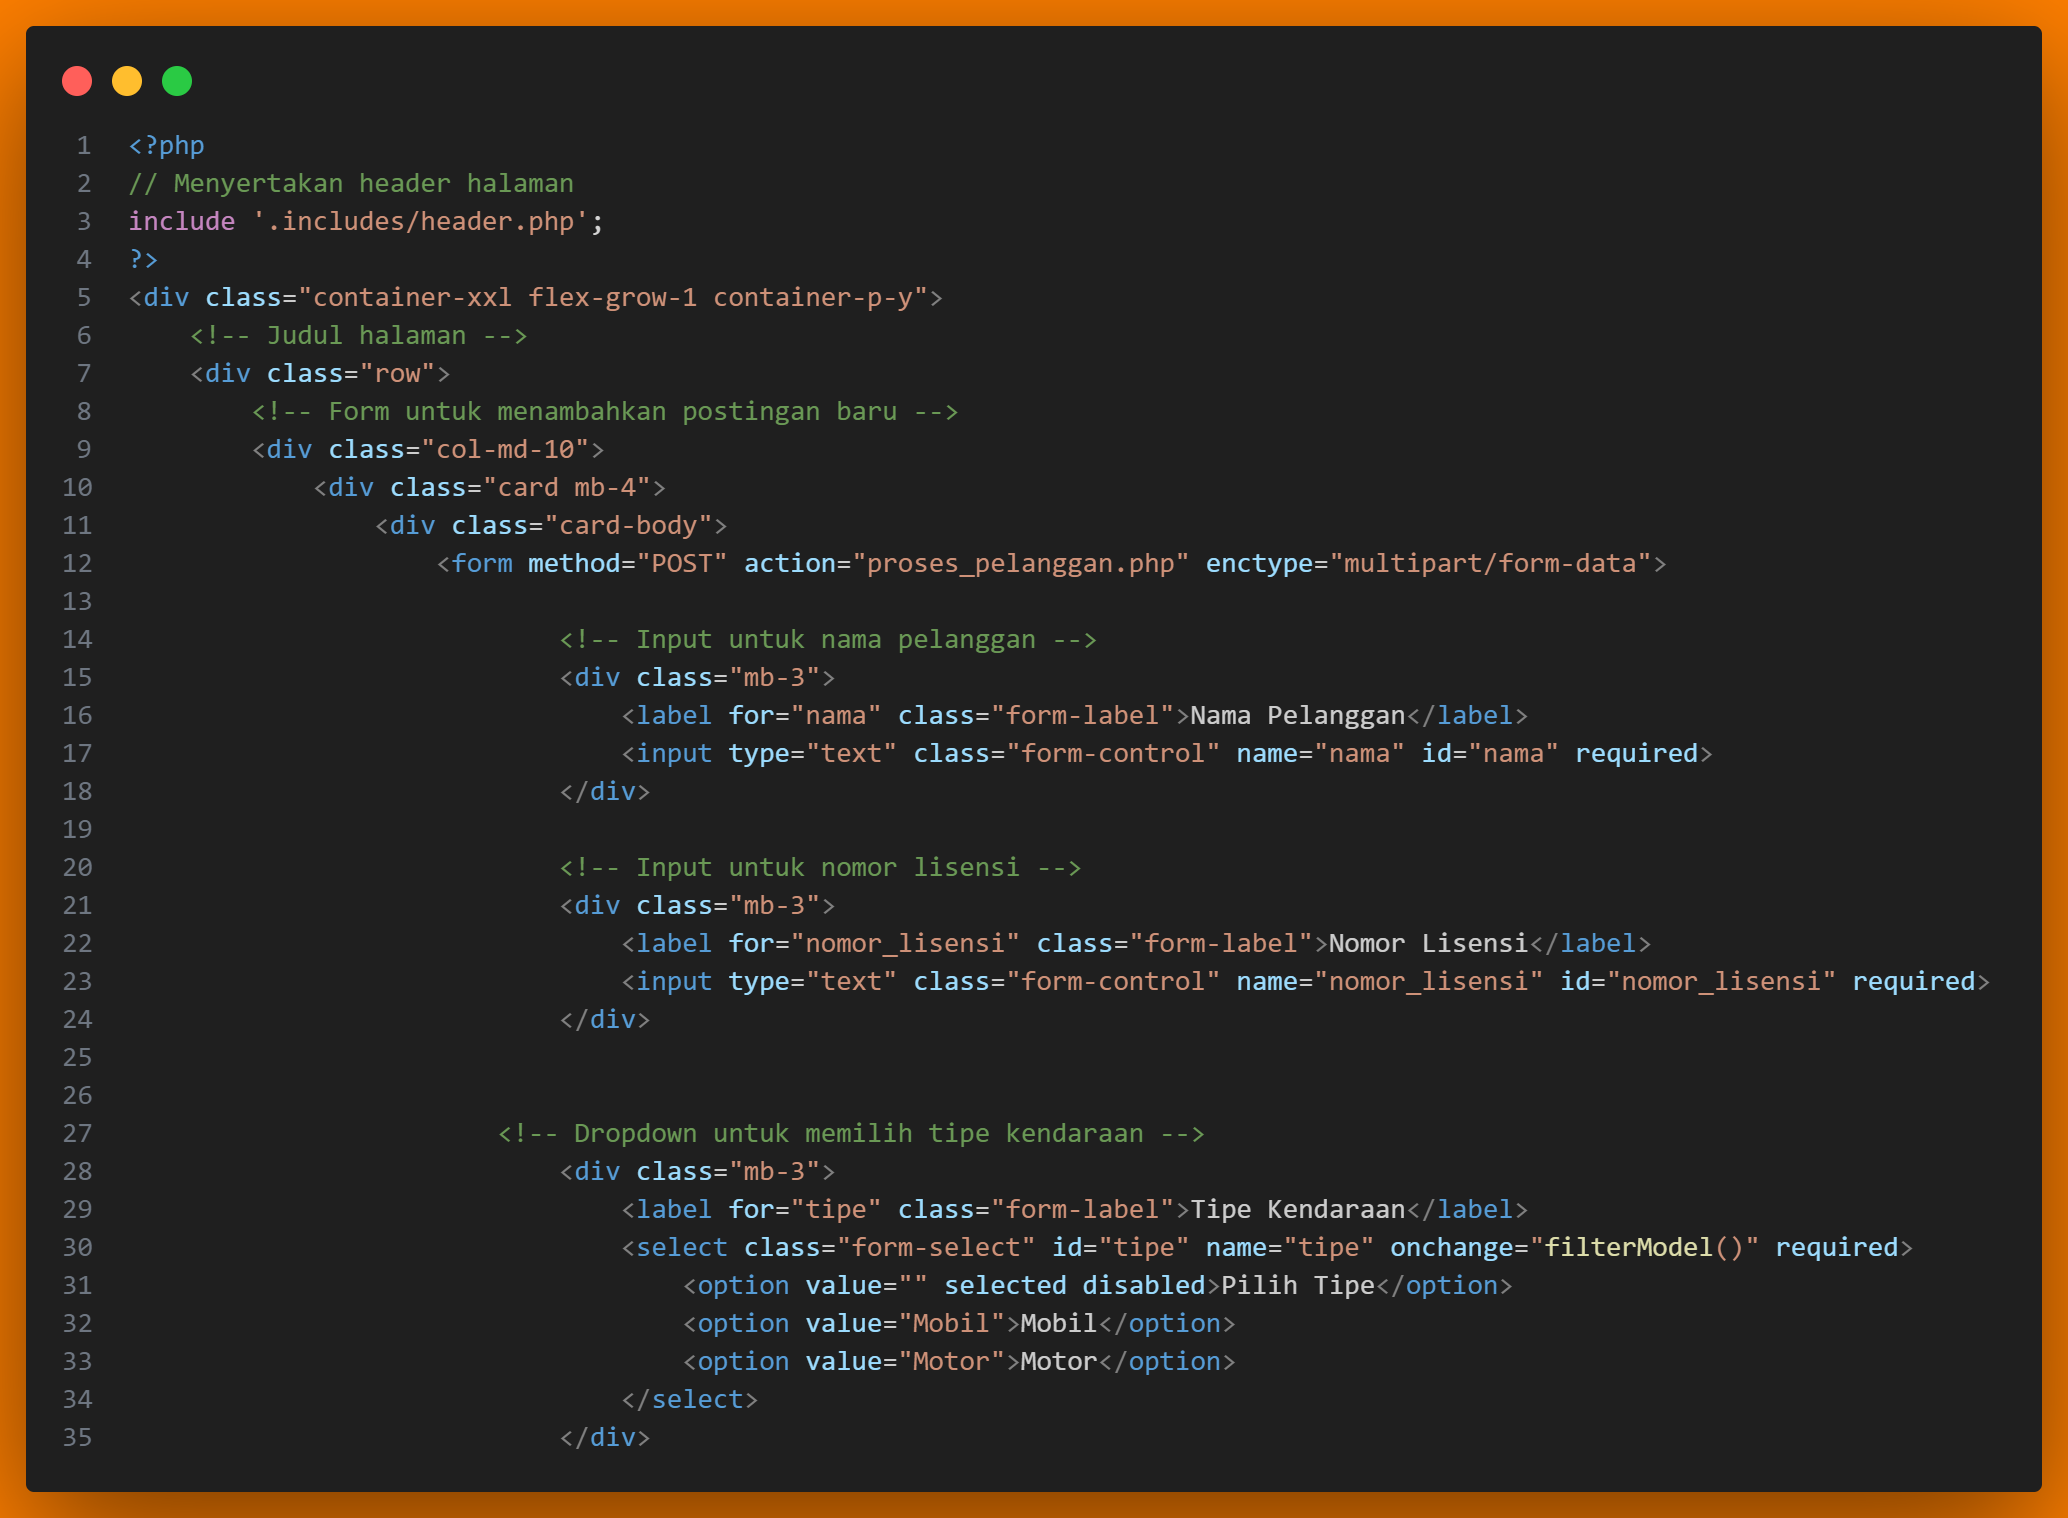 1 <?php
2 // Menyertakan header halaman
3 include '.includes/header.php';
4 ?>
5 <div class="container-xxl flex-grow-1 container-p-y">
6     <!-- Judul halaman -->
7     <div class="row">
8         <!-- Form untuk menambahkan postingan baru -->
9         <div class="col-md-10">
10             <div class="card mb-4">
11                 <div class="card-body">
12                     <form method="POST" action="proses_pelanggan.php" enctype="multipart/form-data">
13
14                             <!-- Input untuk nama pelanggan -->
15                             <div class="mb-3">
16                                 <label for="nama" class="form-label">Nama Pelanggan</label>
17                                 <input type="text" class="form-control" name="nama" id="nama" required>
18                             </div>
19
20                             <!-- Input untuk nomor lisensi -->
21                             <div class="mb-3">
22                                 <label for="nomor_lisensi" class="form-label">Nomor Lisensi</label>
23                                 <input type="text" class="form-control" name="nomor_lisensi" id="nomor_lisensi" required>
24                             </div>
25
26
27                         <!-- Dropdown untuk memilih tipe kendaraan -->
28                             <div class="mb-3">
29                                 <label for="tipe" class="form-label">Tipe Kendaraan</label>
30                                 <select class="form-select" id="tipe" name="tipe" onchange="filterModel()" required>
31                                     <option value="" selected disabled>Pilih Tipe</option>
32                                     <option value="Mobil">Mobil</option>
33                                     <option value="Motor">Motor</option>
34                                 </select>
35                             </div>